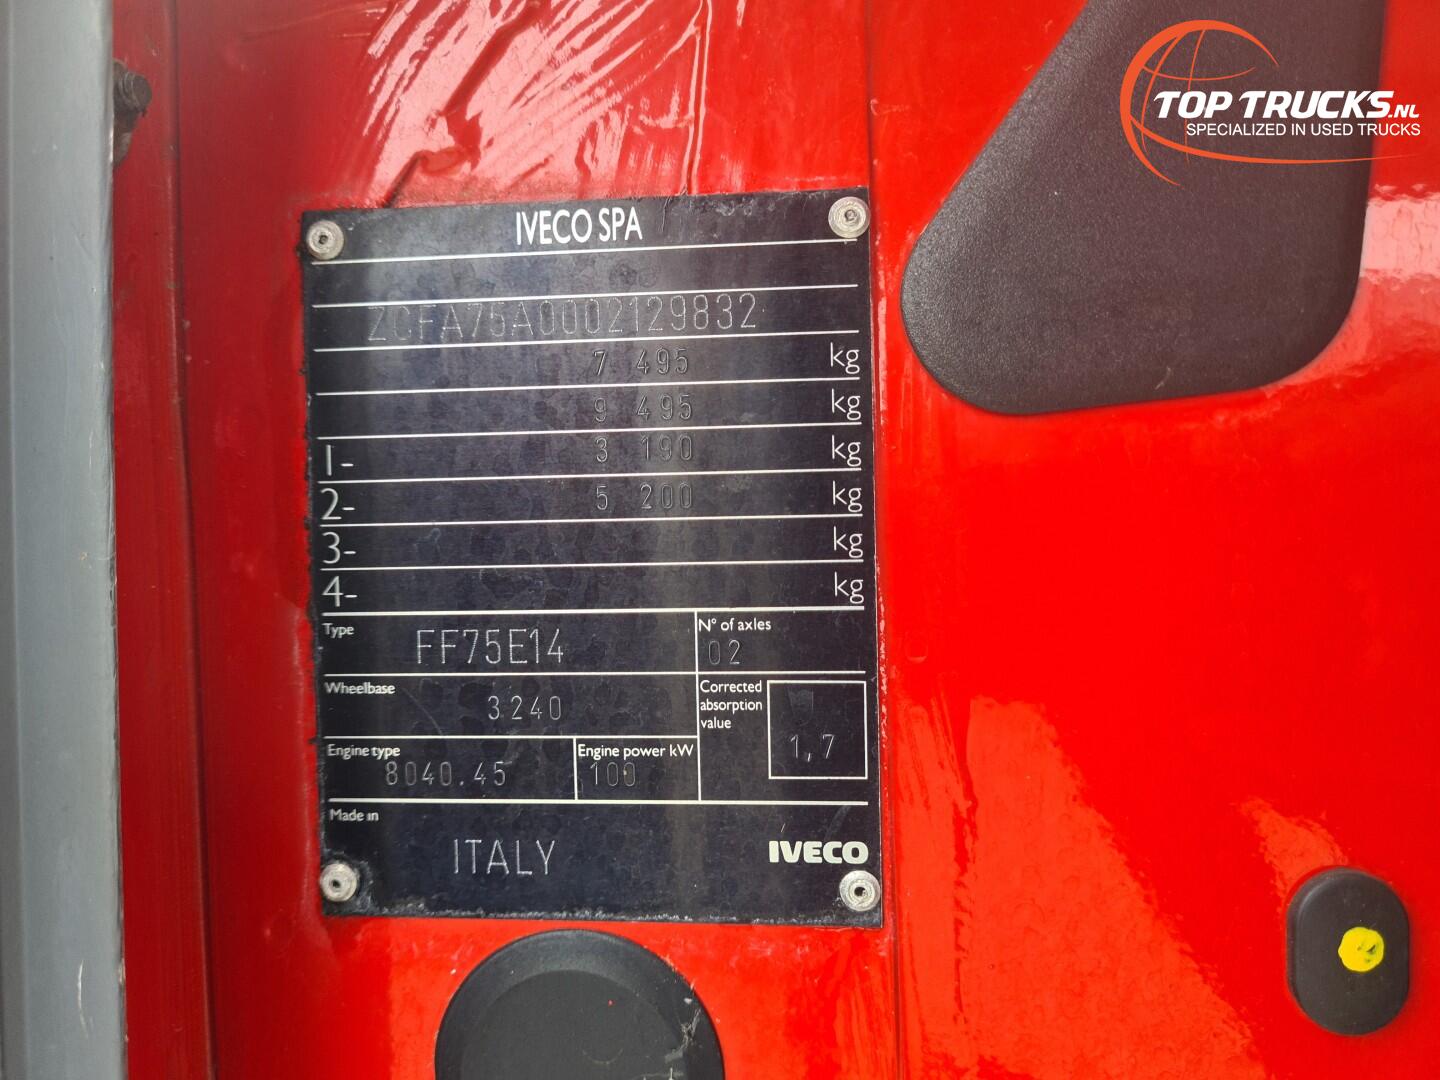 TOP TRUCKS.NL
SPECIALIZED IN USED TRUCKS
IVECO SPA
ZCFA75A0002129832
7 495 kg
9 495 kg
1- 3 190 kg
2- 5 200 kg
3- kg
4- kg
Type FF75E14
N° of axles 02
Wheelbase 3240
Corrected absorption value 1,7
Engine type 8040.45
Engine power kW 100
Made in ITALY
IVECO